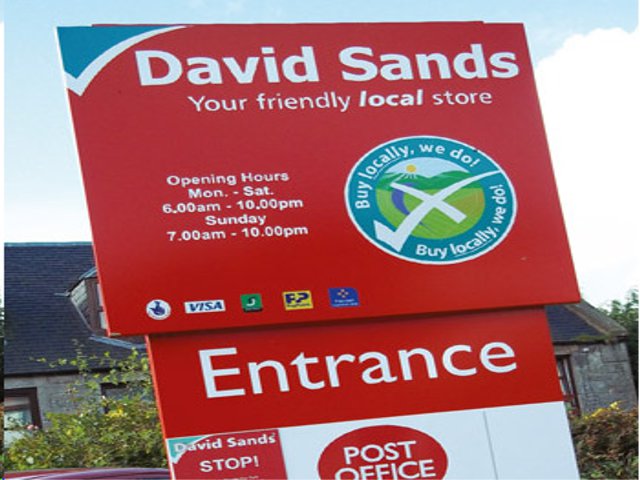 David Sands
Your friendly local store
Opening Hours
Mon. - Sat.
6.00am - 10.00pm
Sunday
7.00am - 10.00pm
Buy locally, we do!
Buy locally, we do!
VISA
Entrance
David Sands
STOP!
POST
OFFICE